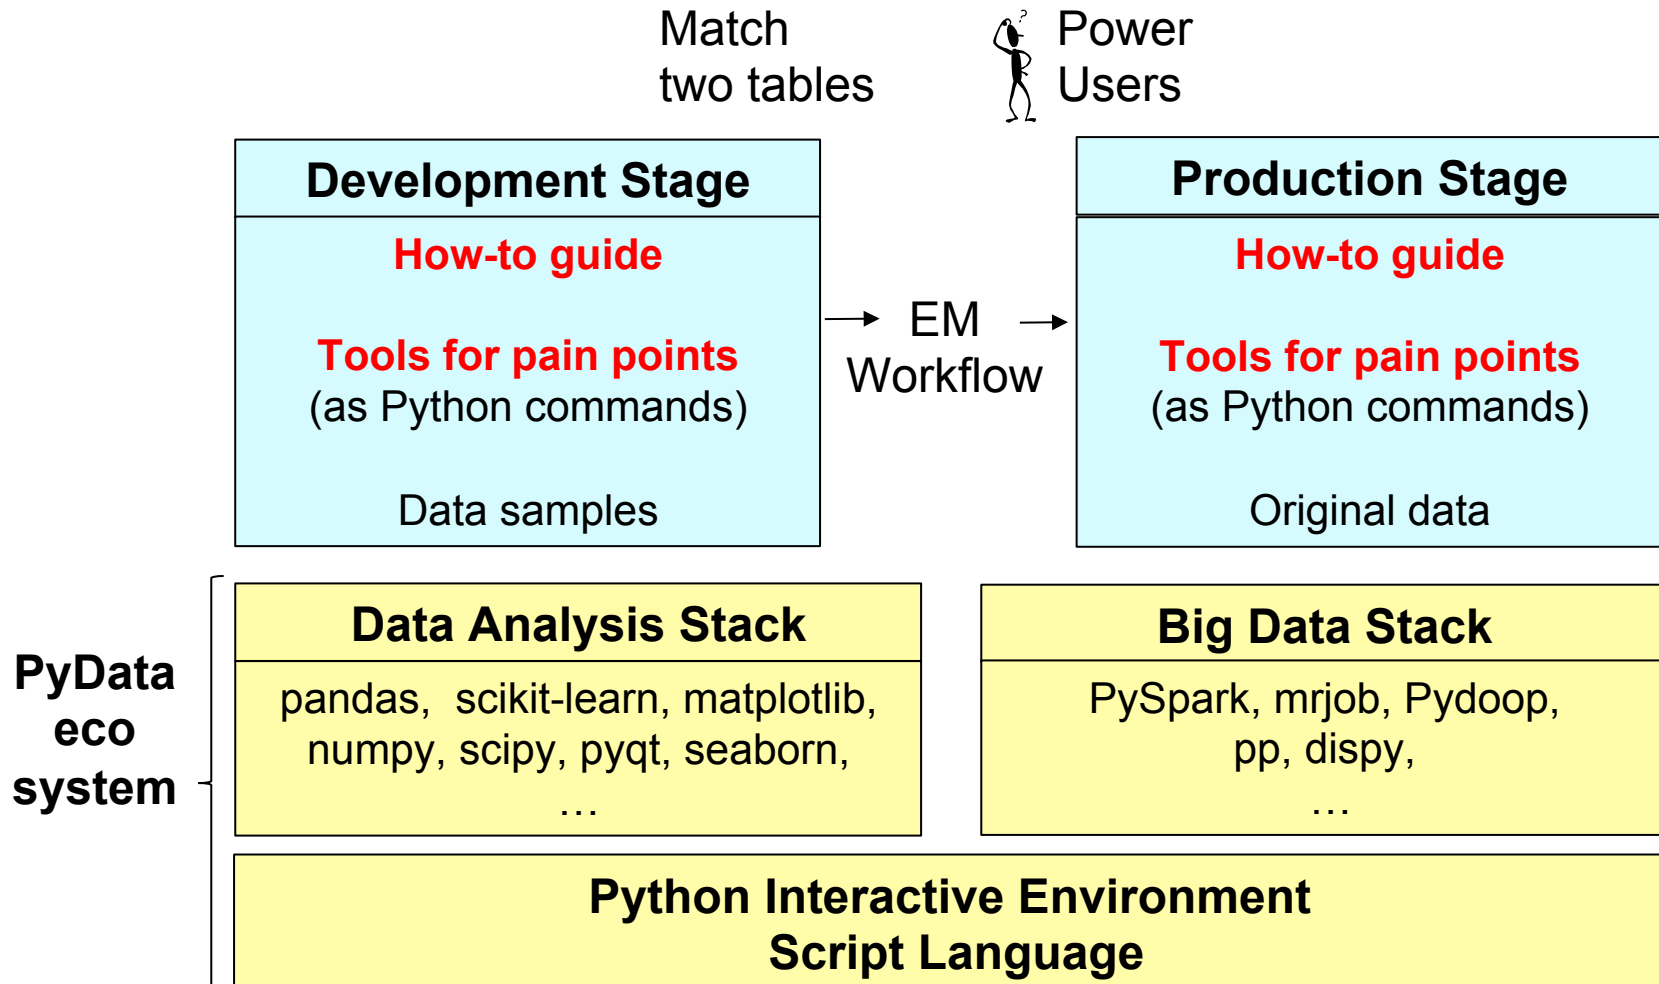 Match
two tables
?
Power
Users
Development Stage
How-to guide
Tools for pain points
(as Python commands)
Data samples
EM
Workflow
Production Stage
How-to guide
Tools for pain points
(as Python commands)
Original data
PyData
eco
system
Data Analysis Stack
pandas, scikit-learn, matplotlib,
numpy, scipy, pyqt, seaborn,
…
Big Data Stack
PySpark, mrjob, Pydoop,
pp, dispy,
…
Python Interactive Environment
Script Language